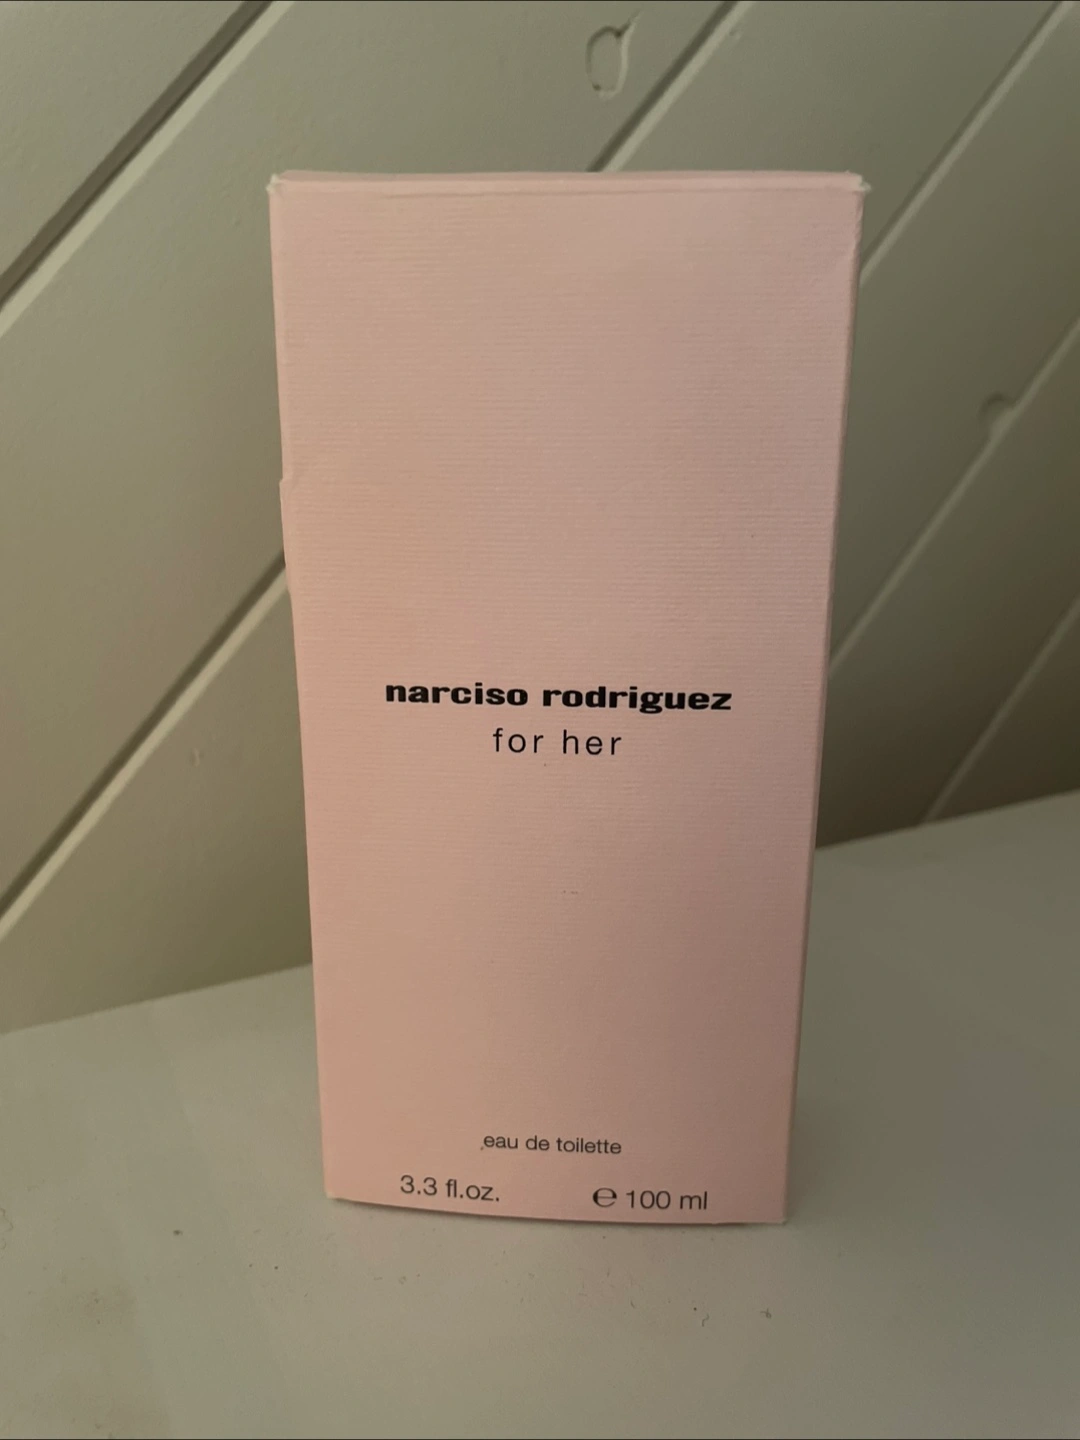 narciso rodriguez
for her
eau de toilette
3.3 fl.oz. ℮ 100 ml